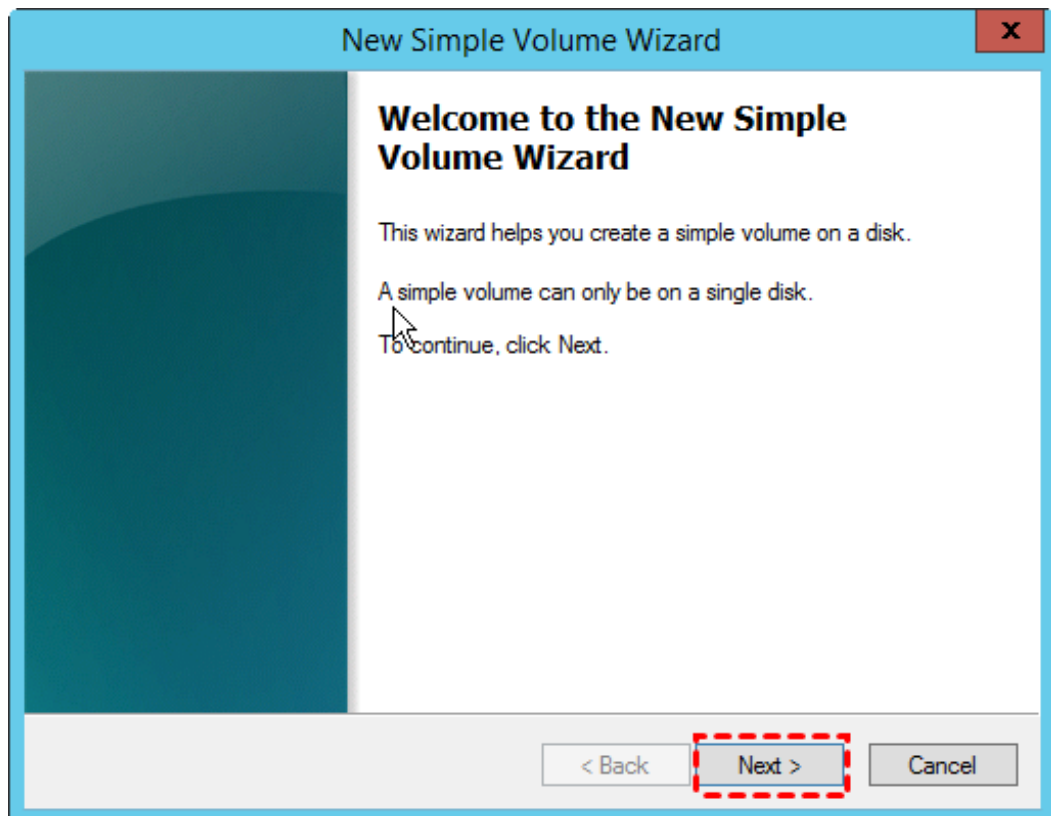 New Simple Volume Wizard
x
Welcome to the New Simple
Volume Wizard
This wizard helps you create a simple volume on a disk.
A simple volume can only be on a single disk.
To continue, click Next.
< Back
Next >
Cancel